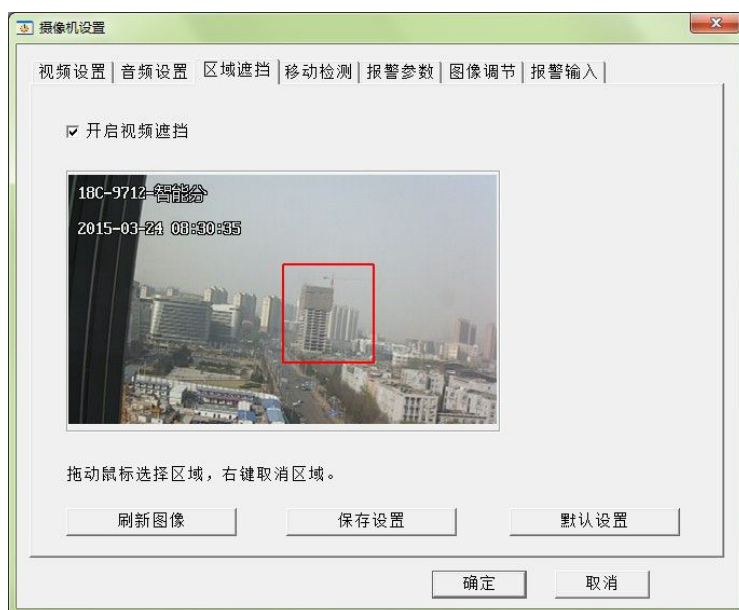 摄像机设置
视频设置 音频设置 区域遮挡 移动检测 报警参数 图像调节 报警输入
开启视频遮挡
18C-9712-智能分
2015-03-24 08:30:35
拖动鼠标选择区域，右键取消区域。
刷新图像 保存设置 默认设置
确定 取消